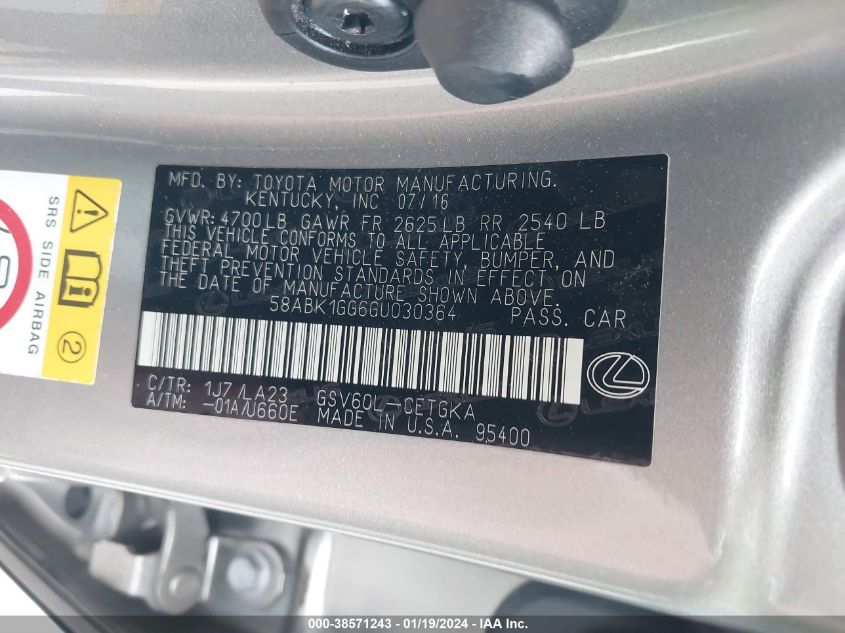 MFD. BY: TOYOTA MOTOR MANUFACTURING.
KENTUCKY, INC 07/16
GVWR: 4700LB GAWR FR 2625LB RR 2540 LB
THIS VEHICLE CONFORMS TO ALL APPLICABLE
FEDERAL MOTOR VEHICLE SAFETY, BUMPER, AND
THEFT PREVENTION STANDARDS IN EFFECT ON
THE DATE OF MANUFACTURE SHOWN ABOVE.
58ABK1GG6GU030364 PASS. CAR
C/TR: 1J7/LA23 GSV60L-CETGKA
A/TM: -01A/U660E MADE IN U.S.A. 95400
SRS SIDE AIRBAG
2
000-38571243 - 01/19/2024 - IAA Inc.